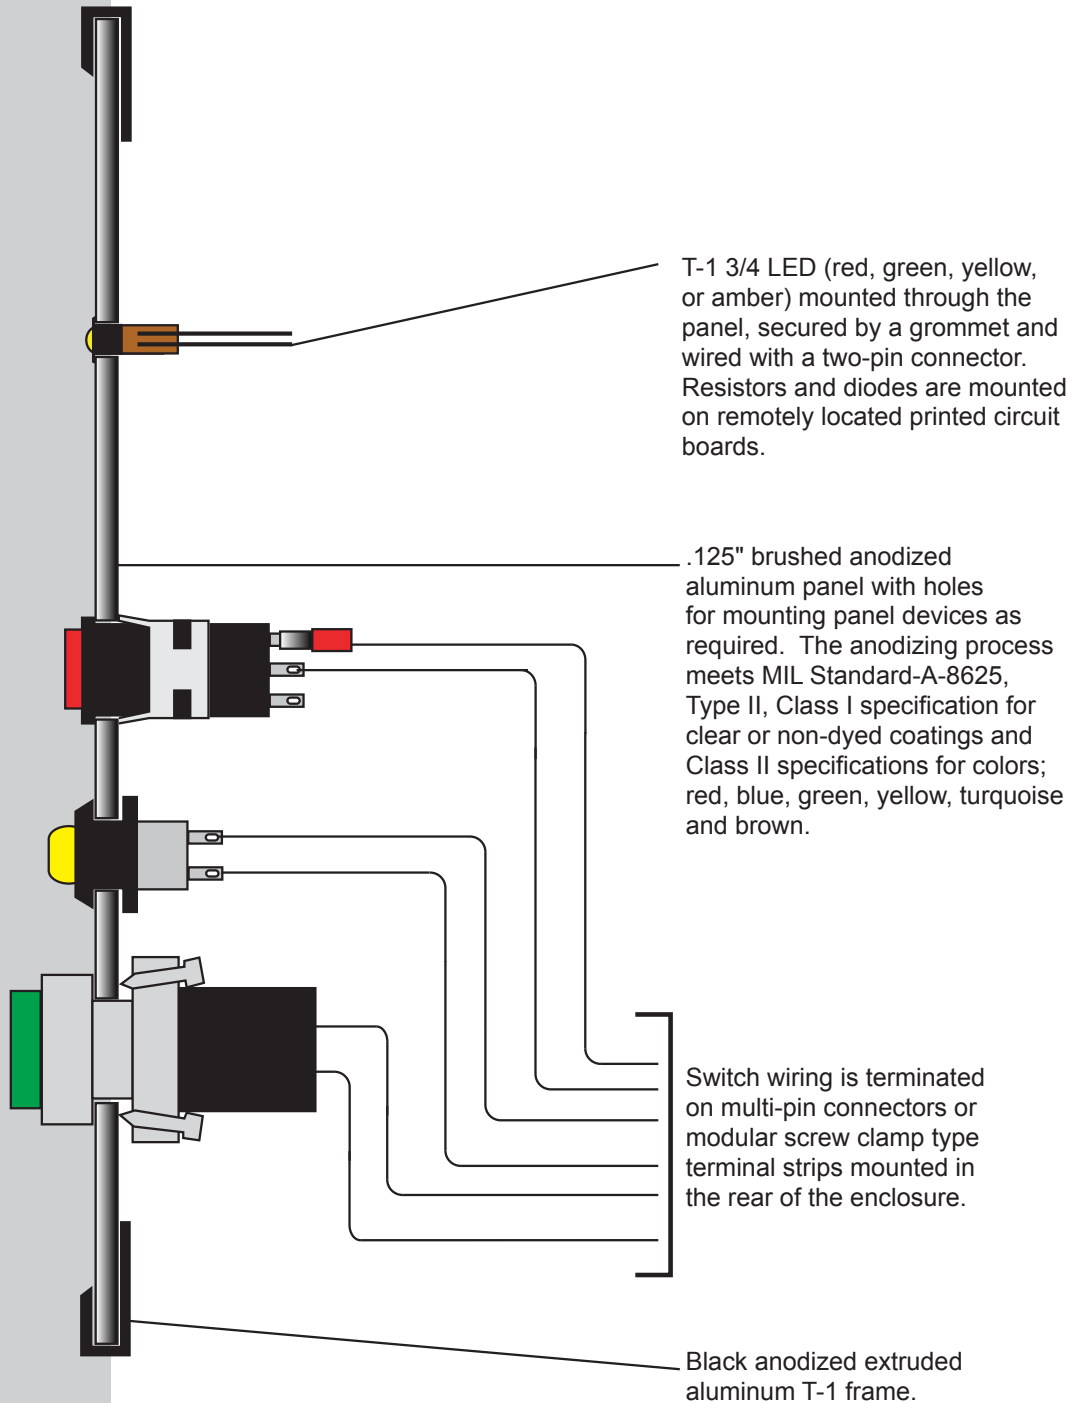 T-1 3/4 LED (red, green, yellow,
or amber) mounted through the
panel, secured by a grommet and
wired with a two-pin connector.
Resistors and diodes are mounted
on remotely located printed circuit
boards.
.125" brushed anodized
aluminum panel with holes
for mounting panel devices as
required.  The anodizing process
meets MIL Standard-A-8625,
Type II, Class I specification for
clear or non-dyed coatings and
Class II specifications for colors;
red, blue, green, yellow, turquoise
and brown.
Switch wiring is terminated
on multi-pin connectors or
modular screw clamp type
terminal strips mounted in
the rear of the enclosure.
Black anodized extruded
aluminum T-1 frame.